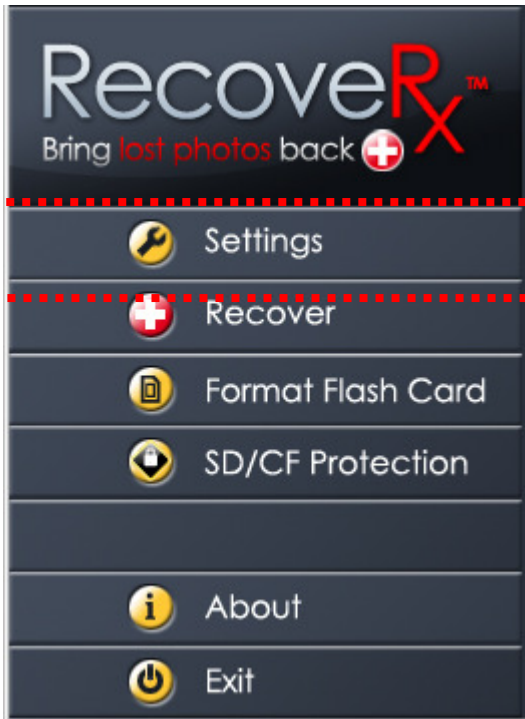 RecoveRx™
Bring lost photos back
Settings
Recover
Format Flash Card
SD/CF Protection
About
Exit